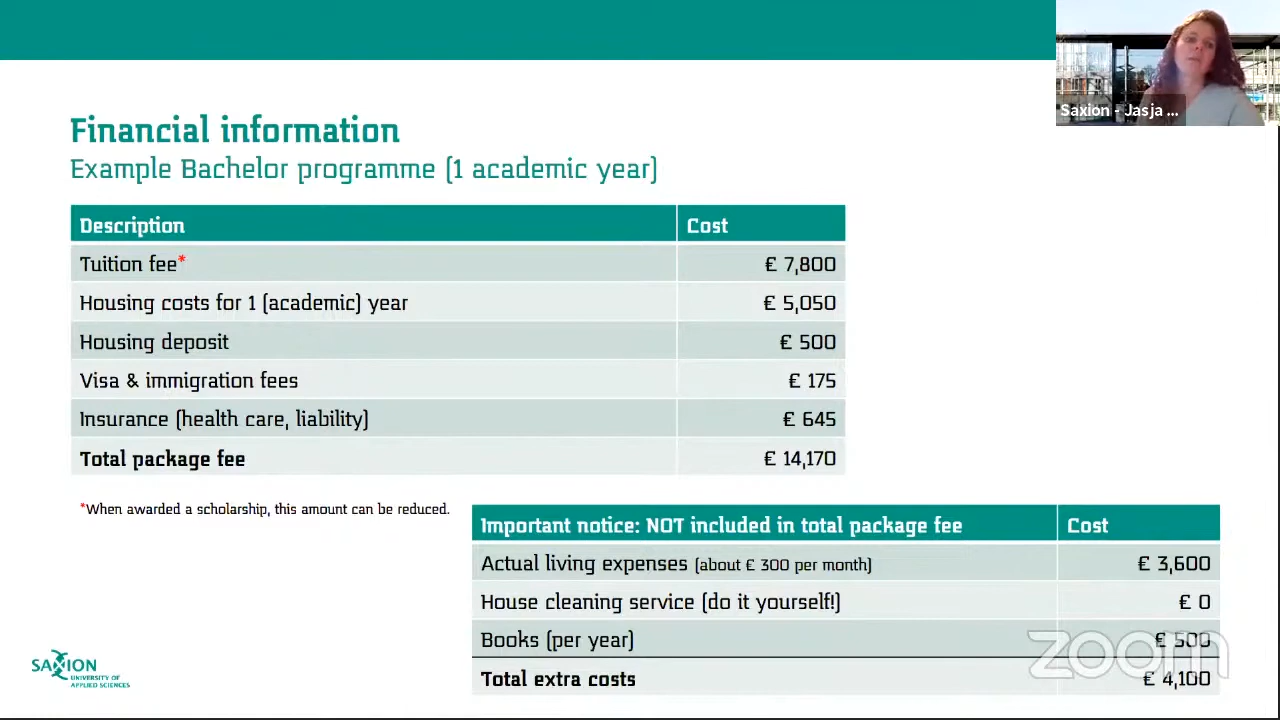 Saxion - Jasja ...
Financial information
Example Bachelor programme (1 academic year)
Description Cost
Tuition fee* € 7,800
Housing costs for 1 (academic) year € 5,050
Housing deposit € 500
Visa & immigration fees € 175
Insurance (health care, liability) € 645
Total package fee € 14,170
*When awarded a scholarship, this amount can be reduced.
Important notice: NOT included in total package fee Cost
Actual living expenses (about € 300 per month) € 3,600
House cleaning service (do it yourself!) € 0
Books (per year) € 500
Total extra costs € 4,100
zoom
SAXION
UNIVERSITY OF
APPLIED SCIENCES